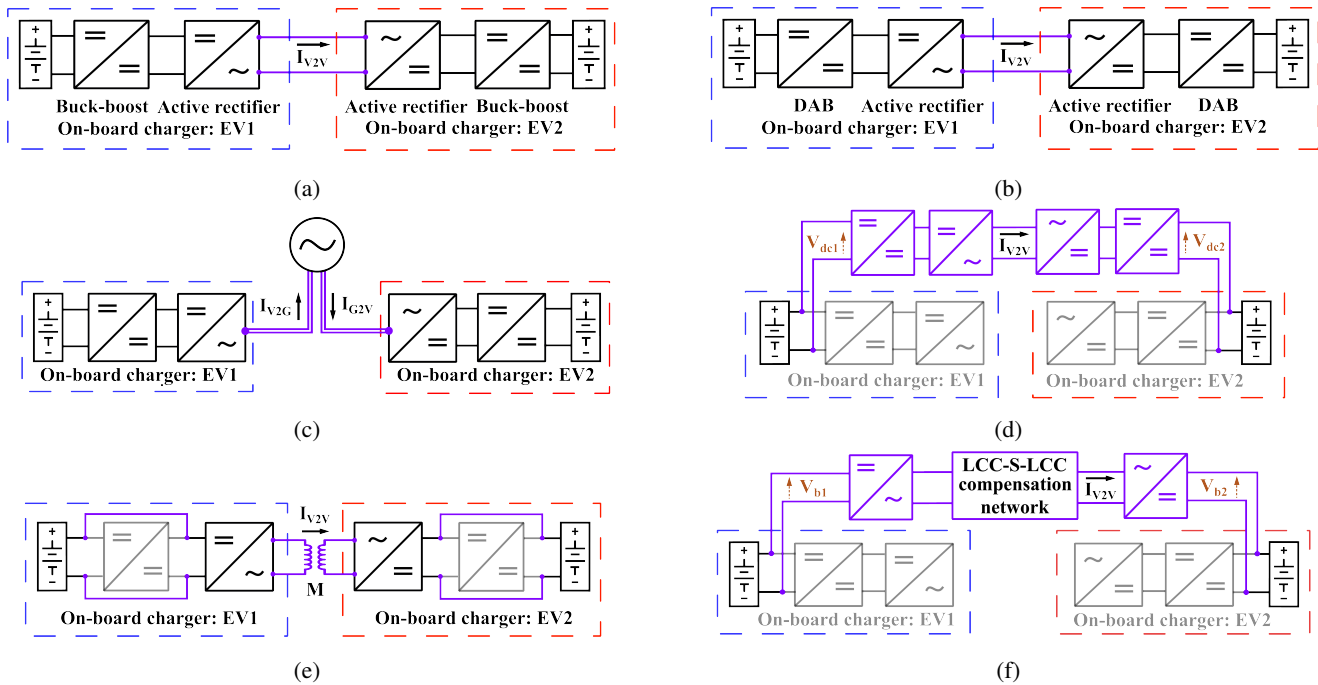 I_V2V
Buck-boost Active rectifier
On-board charger: EV1
Active rectifier Buck-boost
On-board charger: EV2
(a)
I_V2V
DAB Active rectifier
On-board charger: EV1
Active rectifier DAB
On-board charger: EV2
(b)
I_V2G
I_G2V
On-board charger: EV1
On-board charger: EV2
(c)
V_dc1
I_V2V
V_dc2
On-board charger: EV1
On-board charger: EV2
(d)
I_V2V
M
On-board charger: EV1
On-board charger: EV2
(e)
V_b1
LCC-S-LCC
compensation
network
I_V2V
V_b2
On-board charger: EV1
On-board charger: EV2
(f)